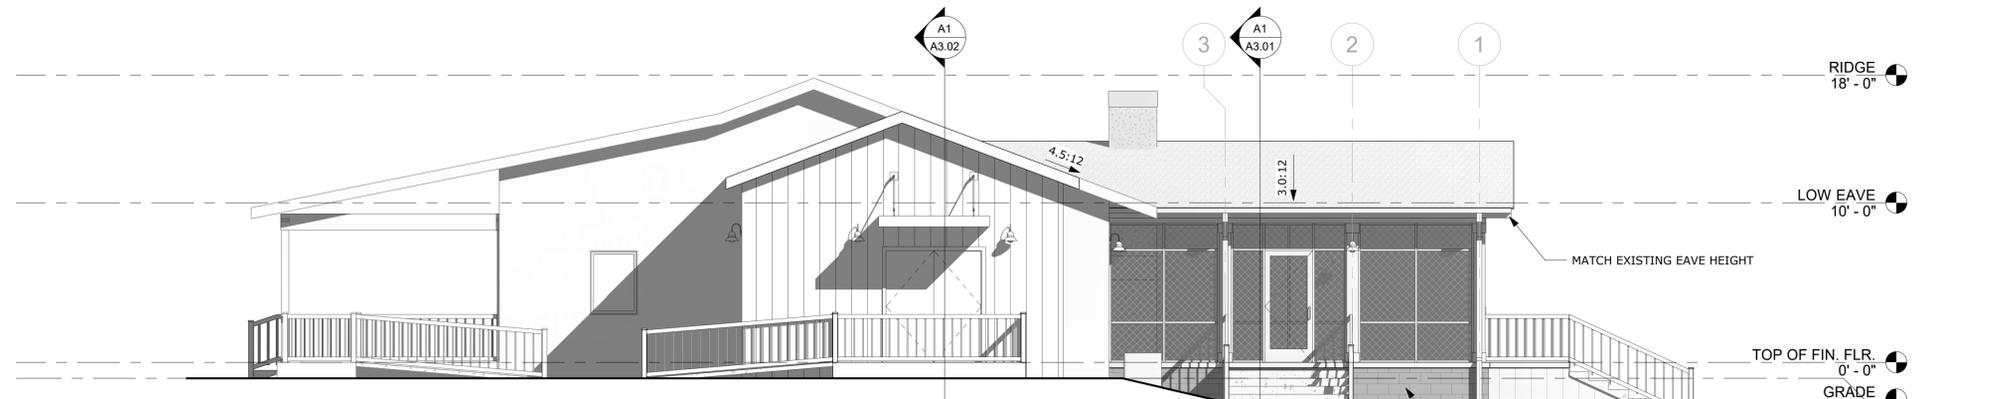 A1
A3.02
3
A1
A3.01
2
1
RIDGE
18' - 0"
4.5:12
3.0:12
LOW EAVE
10' - 0"
MATCH EXISTING EAVE HEIGHT
TOP OF FIN. FLR.
0' - 0"
GRADE